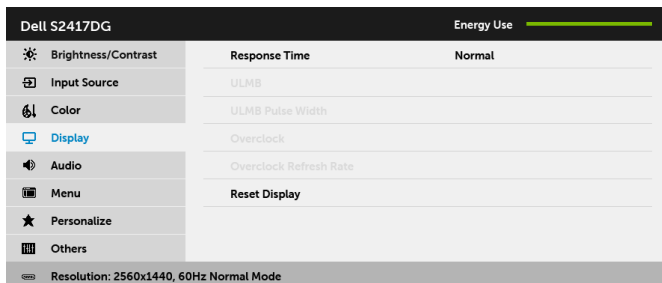 Dell S2417DG Energy Use
Brightness/Contrast Response Time Normal
Input Source ULMB
Color ULMB Pulse Width
Display Overclock
Audio Overclock Refresh Rate
Menu Reset Display
Personalize
Others
Resolution: 2560x1440, 60Hz Normal Mode